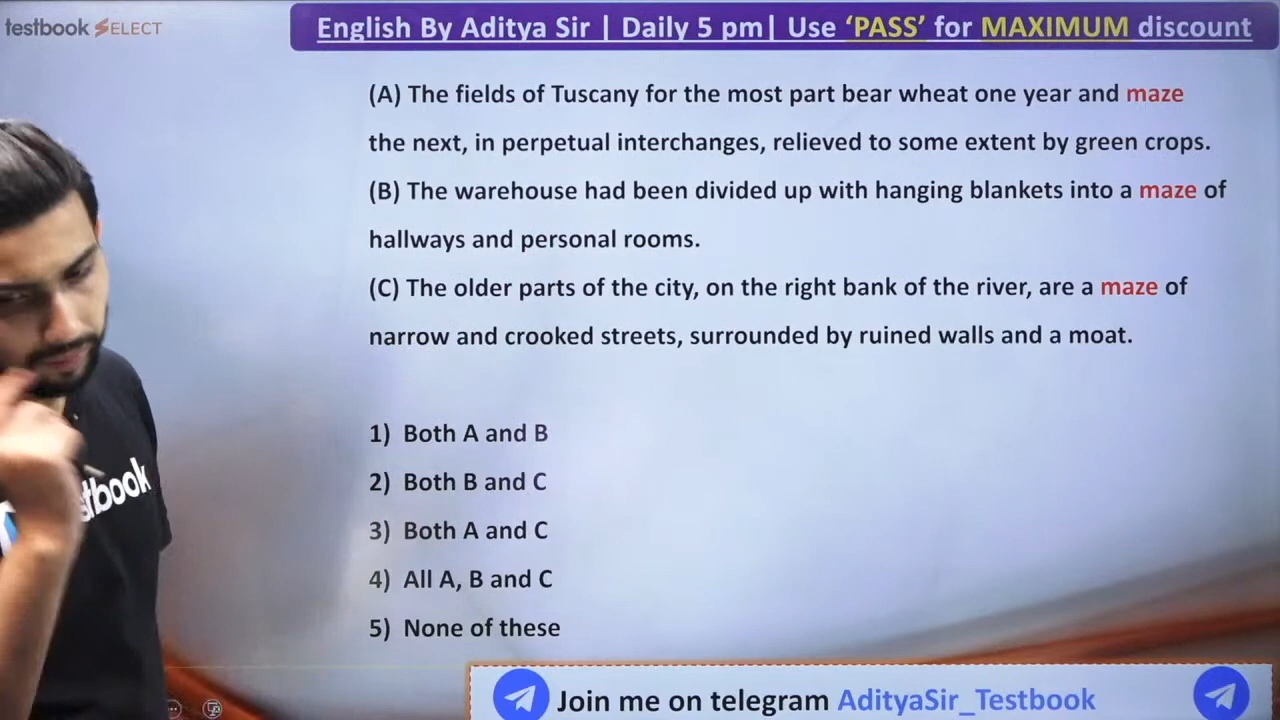 testbook SELECT
English By Aditya Sir | Daily 5 pm| Use ‘PASS’ for MAXIMUM discount
(A) The fields of Tuscany for the most part bear wheat one year and maze
the next, in perpetual interchanges, relieved to some extent by green crops.
(B) The warehouse had been divided up with hanging blankets into a maze of
hallways and personal rooms.
(C) The older parts of the city, on the right bank of the river, are a maze of
narrow and crooked streets, surrounded by ruined walls and a moat.
1) Both A and B
2) Both B and C
3) Both A and C
4) All A, B and C
5) None of these
tbook
Join me on telegram AdityaSir_Testbook